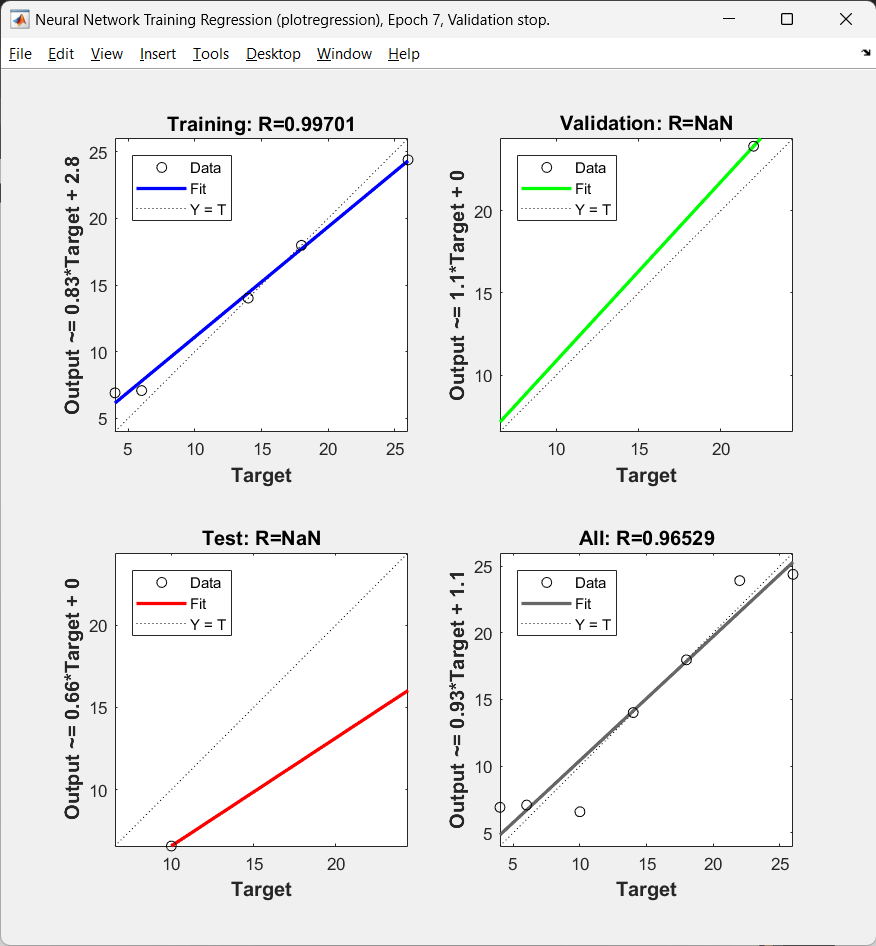 Neural Network Training Regression (plotregression), Epoch 7, Validation stop.
File Edit View Insert Tools Desktop Window Help
Training: R=0.99701
Output ~= 0.83*Target + 2.8
25
20
15
10
5
Data
Fit
Y = T
5 10 15 20 25
Target
Validation: R=NaN
Output ~= 1.1*Target + 0
20
15
10
Data
Fit
Y = T
10 15 20
Target
Test: R=NaN
Output ~= 0.66*Target + 0
20
15
10
Data
Fit
Y = T
10 15 20
Target
All: R=0.96529
Output ~= 0.93*Target + 1.1
25
20
15
10
5
Data
Fit
Y = T
5 10 15 20 25
Target